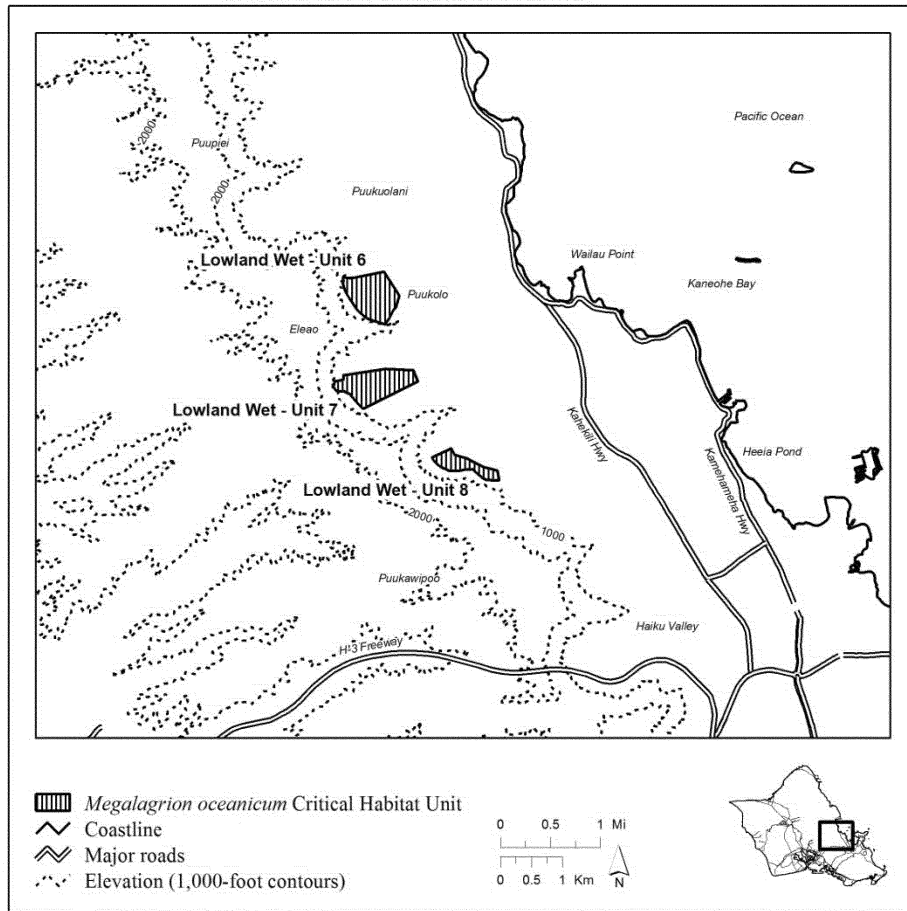 Pacific Ocean
2000
Puupiei
2000
Puukuolani
Wailau Point
Lowland Wet - Unit 6
Kaneohe Bay
Puukolo
Eleao
Lowland Wet - Unit 7
Kahekili Hwy
Kamehameha Hwy
Heeia Pond
Lowland Wet - Unit 8
2000
1000
Puukawipoo
Haiku Valley
H-3 Freeway
Megalagrion oceanicum Critical Habitat Unit
Coastline
Major roads
Elevation (1,000-foot contours)
0 0.5 1 Mi
0 0.5 1 Km
N